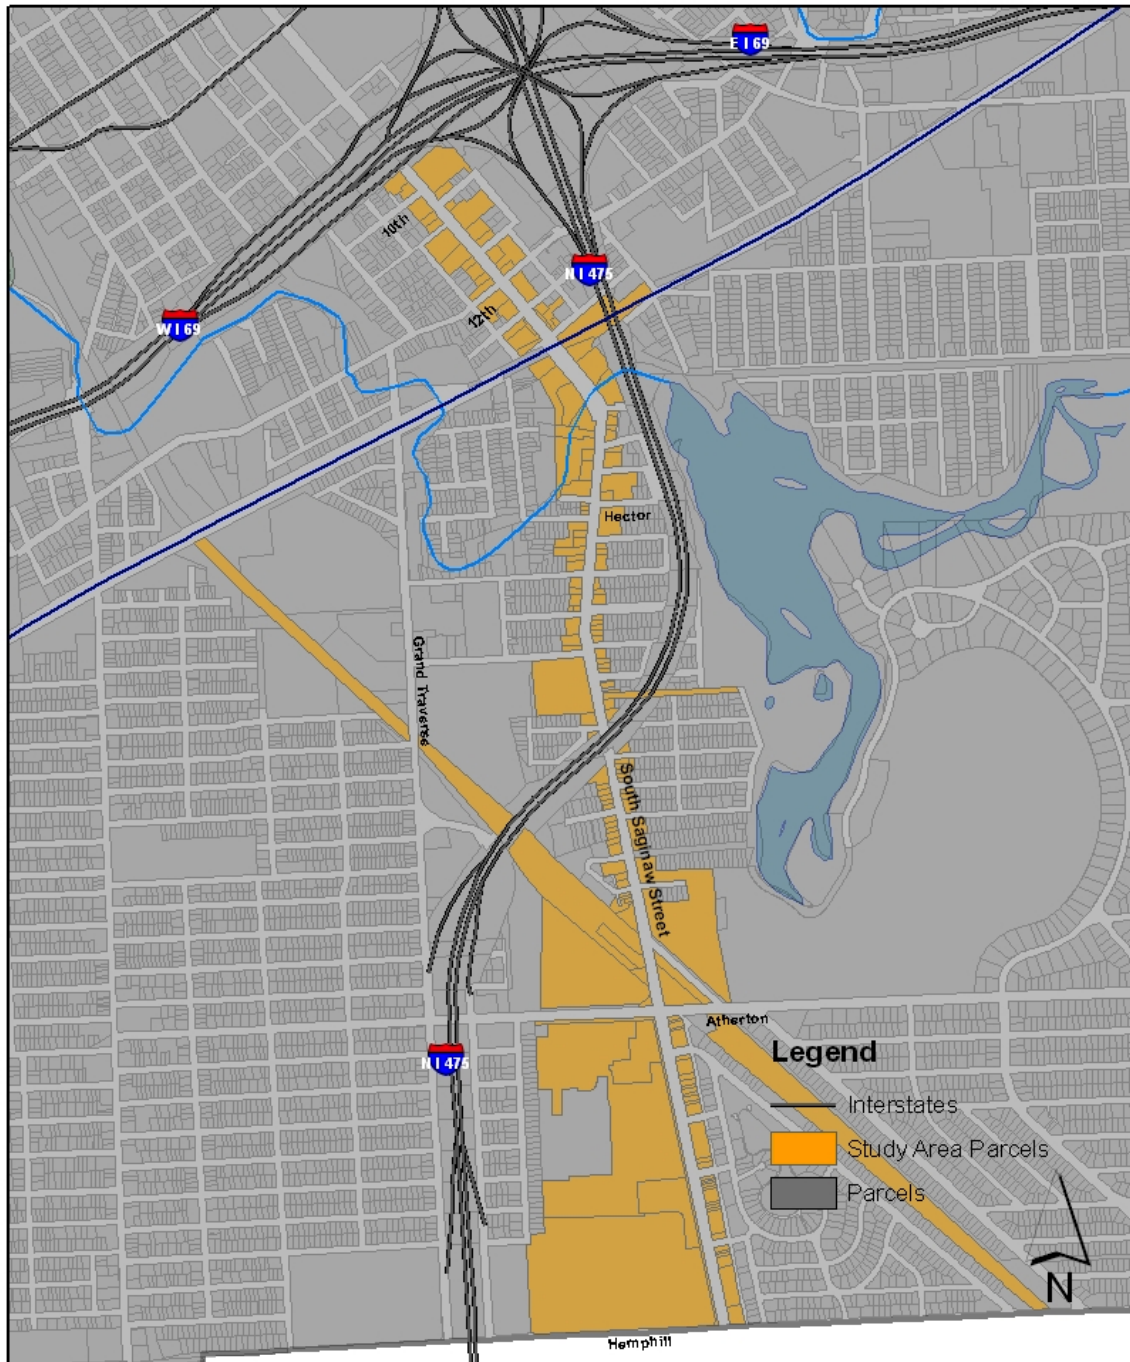 E I 69
10th
N I 475
W I 69
12th
Hector
Grand Traverse
South Saginaw Street
Atherton
Legend
N I 475
Interstates
Study Area Parcels
Parcels
N
Hemphill